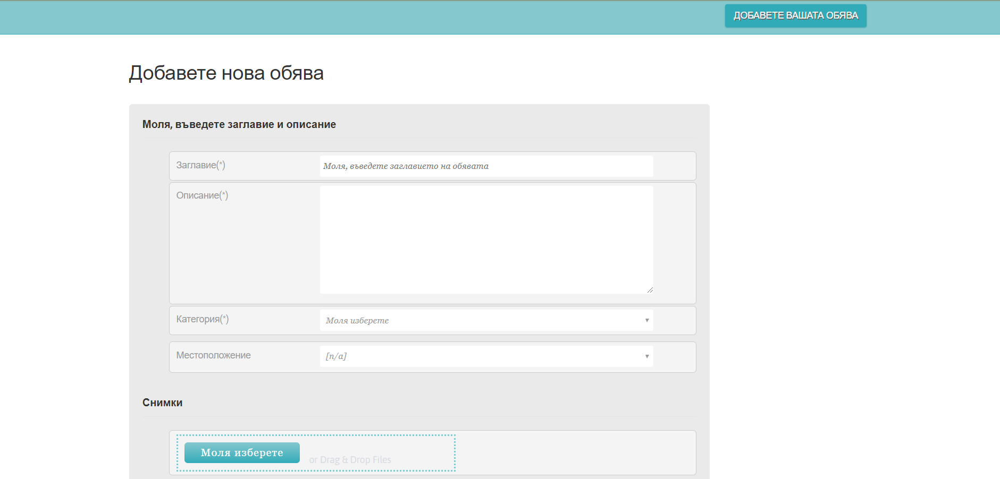 ДОБАВЕТЕ ВАШАТА ОБЯВА
Добавете нова обява
Моля, въведете заглавие и описание
Заглавие(*)
Моля, въведете заглавието на обявата
Описание(*)
Категория(*)
Моля изберете
Местоположение
[n/a]
Снимки
Моля изберете
or Drag & Drop Files